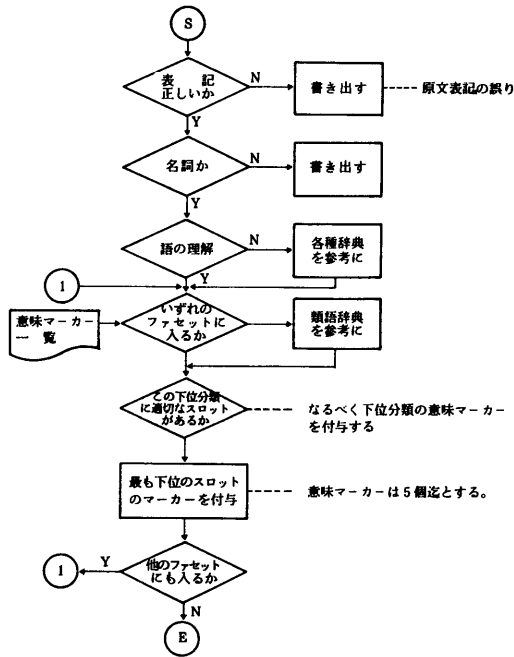 S
表 記
正しいか
N
書き出す
原文表記の誤り
Y
名詞か
N
書き出す
Y
語の理解
N
各種辞典
を参考に
Y
1
いずれの
ファセットに
入るか
意味マーカー
一 覧
類語辞典
を参考に
この下位分類
に適切なスロット
があるか
なるべく下位分類の意味マーカー
を付与する
最も下位のスロット
のマーカーを付与
意味マーカーは5個迄とする。
他のファセット
にも入るか
Y
1
N
E